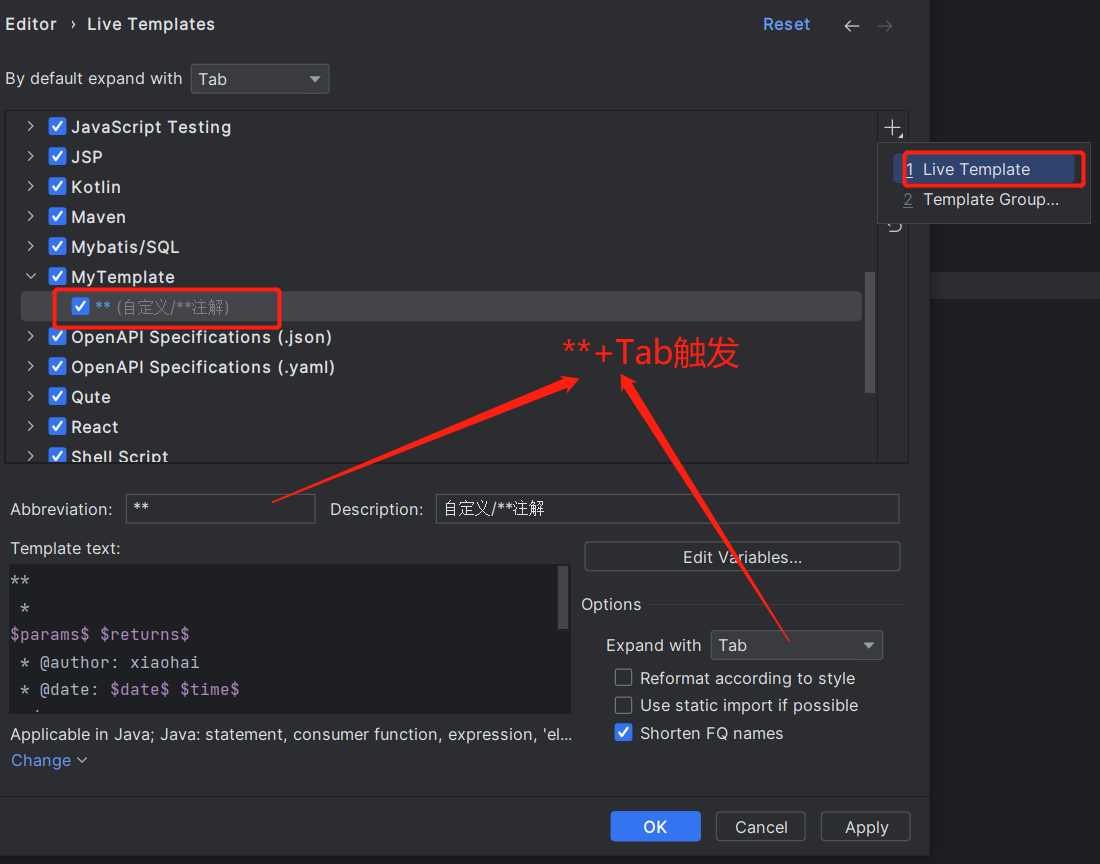 Editor › Live Templates
Reset
By default expand with Tab
JavaScript Testing
JSP
Kotlin
Maven
Mybatis/SQL
MyTemplate
** (自定义/**注解)
OpenAPI Specifications (.json)
OpenAPI Specifications (.yaml)
Qute
React
Shell Script
1 Live Template
2 Template Group...
**+Tab触发
Abbreviation: **
Description: 自定义/**注解
Template text:
**
*
$params$ $returns$
* @author: xiaohai
* @date: $date$ $time$
Edit Variables...
Options
Expand with Tab
Reformat according to style
Use static import if possible
Shorten FQ names
Applicable in Java; Java: statement, consumer function, expression, 'el...
Change
OK
Cancel
Apply